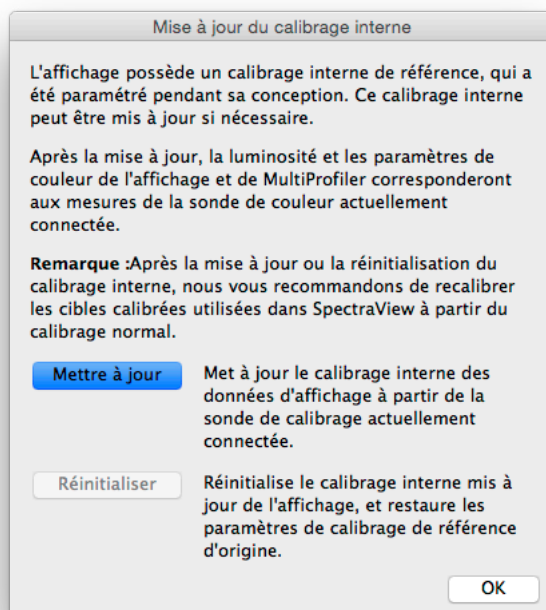 Mise à jour du calibrage interne
L'affichage possède un calibrage interne de référence, qui a
été paramétré pendant sa conception. Ce calibrage interne
peut être mis à jour si nécessaire.
Après la mise à jour, la luminosité et les paramètres de
couleur de l'affichage et de MultiProfiler corresponderont
aux mesures de la sonde de couleur actuellement
connectée.
Remarque :Après la mise à jour ou la réinitialisation du
calibrage interne, nous vous recommandons de recalibrer
les cibles calibrées utilisées dans SpectraView à partir du
calibrage normal.
Mettre à jour
Met à jour le calibrage interne des
données d'affichage à partir de la
sonde de calibrage actuellement
connectée.
Réinitialiser
Réinitialise le calibrage interne mis à
jour de l'affichage, et restaure les
paramètres de calibrage de référence
d'origine.
OK